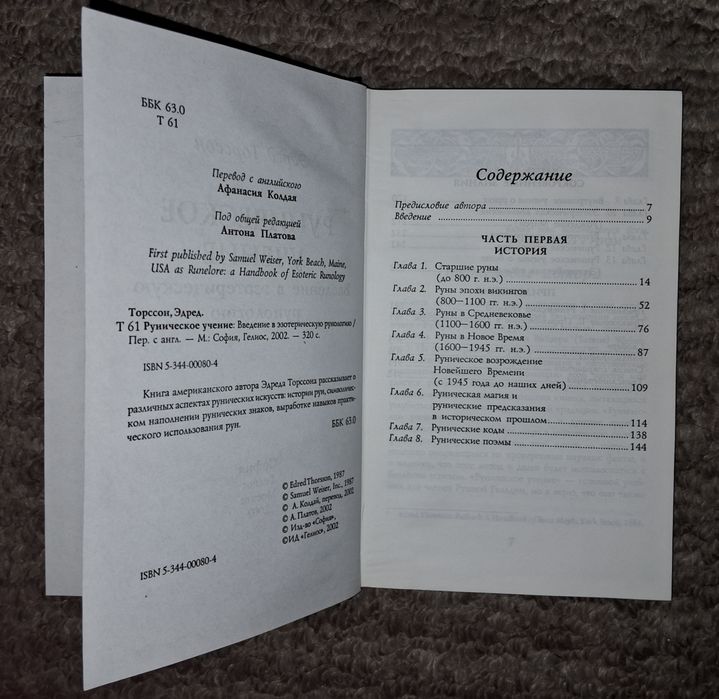 ББК 63.0
Т 61
Перевод с английского
Афанасия Колдая
Под общей редакцией
Антона Платова
First published by Samuel Weiser, York Beach, Maine,
USA as Runelore: a Handbook of Esoteric Runology
Торссон, Эдред.
Т 61 Руническое учение: Введение в эзотерическую рунологию /
Пер. с англ. — М.: София, Гелиос, 2002. — 320 с.
ISBN 5-344-00080-4
Книга американского автора Эдреда Торссона рассказывает о
различных аспектах рунических искусств: истории рун, символичес-
ком наполнении рунических знаков, выработке навыков практи-
ческого использования рун.
ББК 63.0
© Edred Thorsson, 1987
© Samuel Weiser, Inc., 1987
© А. Колдай, перевод, 2002
© А. Платов, 2002
© Изд-во «София»,
©ИД «Гелиос», 2002
ISBN 5-344-00080-4
Содержание
Предисловие автора 7
Введение 9
ЧАСТЬ ПЕРВАЯ
ИСТОРИЯ
Глава 1. Старшие руны
(до 800 г. н.э.) 14
Глава 2. Руны эпохи викингов
(800—1100 гг. н.э.) 52
Глава 3. Руны в Средневековье
(1100—1600 гг. н.э.) 76
Глава 4. Руны в Новое Время
(1600—1945 гг. н.э.) 87
Глава 5. Руническое возрождение
Новейшего Времени
(с 1945 года до наших дней) 109
Глава 6. Руническая магия и
рунические предсказания
в историческом прошлом 114
Глава 7. Рунические коды 138
Глава 8. Рунические поэмы 144